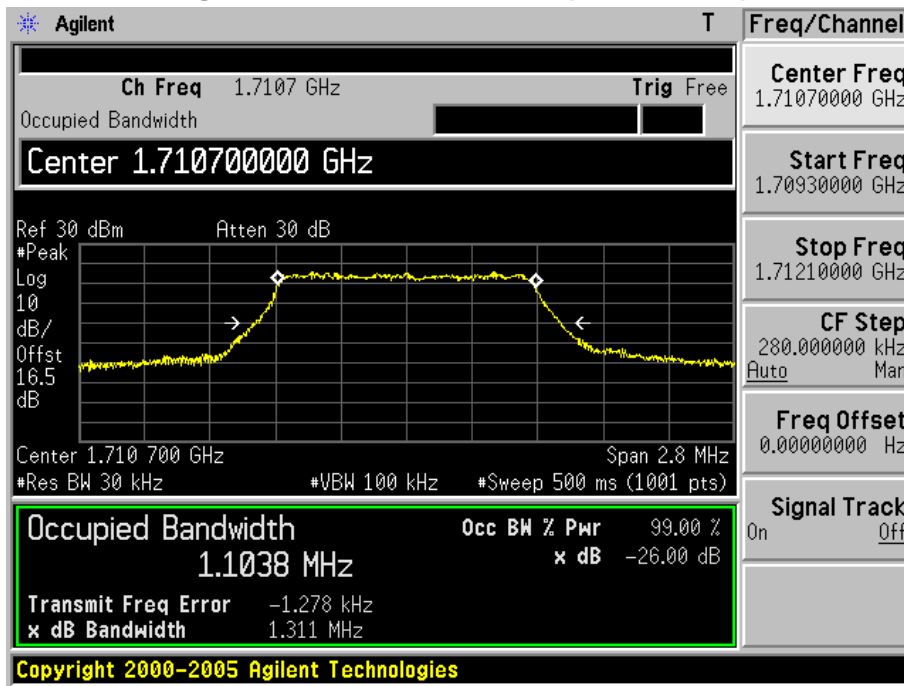 Agilent T Freq/Channel
Ch Freq 1.7107 GHz Trig Free
Occupied Bandwidth
Center 1.710700000 GHz
Ref 30 dBm Atten 30 dB
#Peak
Log
10
dB/
Offst
16.5
dB
Center 1.710 700 GHz Span 2.8 MHz
#Res BW 30 kHz #VBW 100 kHz #Sweep 500 ms (1001 pts)
Occupied Bandwidth Occ BW % Pwr 99.00 %
1.1038 MHz x dB -26.00 dB
Transmit Freq Error -1.278 kHz
x dB Bandwidth 1.311 MHz
Center Freq
1.71070000 GHz
Start Freq
1.70930000 GHz
Stop Freq
1.71210000 GHz
CF Step
280.000000 kHz
Auto Man
Freq Offset
0.00000000 Hz
Signal Track
On Off
Copyright 2000-2005 Agilent Technologies